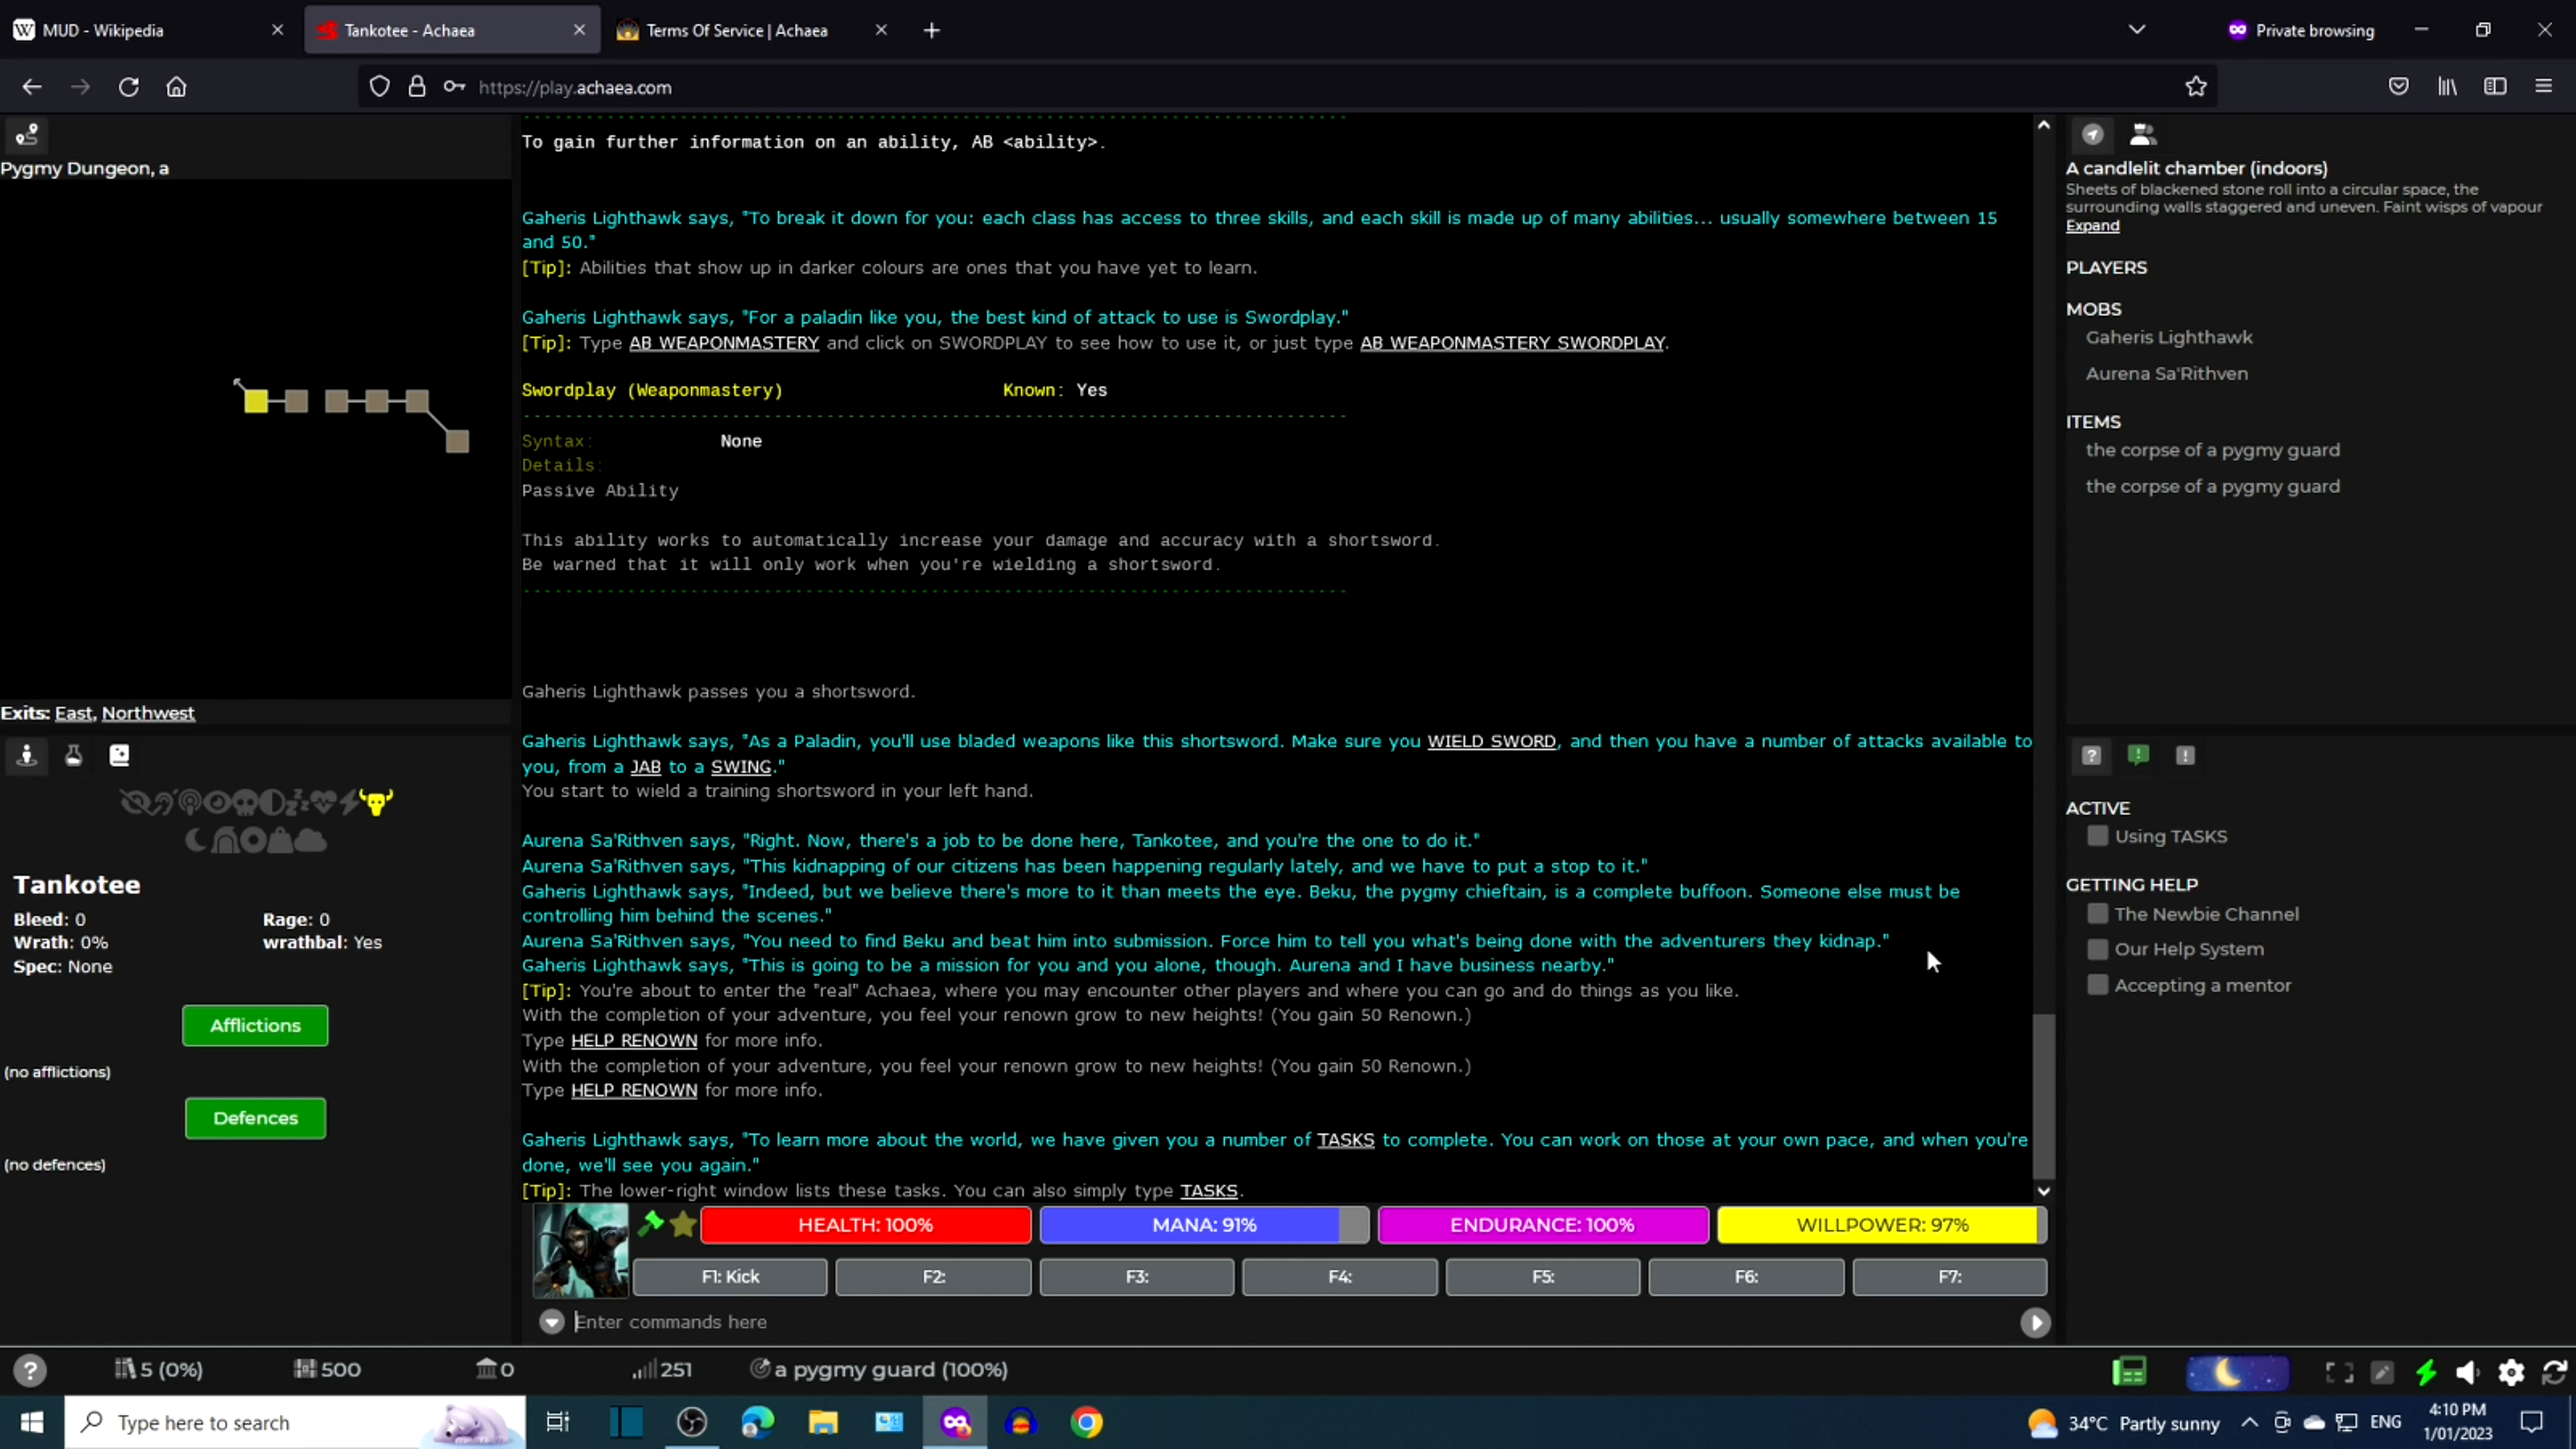 MUD - Wikipedia
Tankotee - Achaea
Terms Of Service | Achaea
Private browsing
https://play.achaea.com
Pygmy Dungeon, a
Exits: East, Northwest
Tankotee
Bleed: 0
Rage: 0
Wrath: 0%
wrathbal: Yes
Spec: None
Afflictions
(no afflictions)
Defences
(no defences)
To gain further information on an ability, AB <ability>.
Gaheris Lighthawk says, "To break it down for you: each class has access to three skills, and each skill is made up of many abilities... usually somewhere between 15
and 50."
[Tip]: Abilities that show up in darker colours are ones that you have yet to learn.
Gaheris Lighthawk says, "For a paladin like you, the best kind of attack to use is Swordplay."
[Tip]: Type AB WEAPONMASTERY and click on SWORDPLAY to see how to use it, or just type AB WEAPONMASTERY SWORDPLAY.
Swordplay (Weaponmastery) Known: Yes
Syntax: None
Details:
Passive Ability
This ability works to automatically increase your damage and accuracy with a shortsword.
Be warned that it will only work when you're wielding a shortsword.
Gaheris Lighthawk passes you a shortsword.
Gaheris Lighthawk says, "As a Paladin, you'll use bladed weapons like this shortsword. Make sure you WIELD SWORD, and then you have a number of attacks available to
you, from a JAB to a SWING."
You start to wield a training shortsword in your left hand.
Aurena Sa'Rithven says, "Right. Now, there's a job to be done here, Tankotee, and you're the one to do it."
Aurena Sa'Rithven says, "This kidnapping of our citizens has been happening regularly lately, and we have to put a stop to it."
Gaheris Lighthawk says, "Indeed, but we believe there's more to it than meets the eye. Beku, the pygmy chieftain, is a complete buffoon. Someone else must be
controlling him behind the scenes."
Aurena Sa'Rithven says, "You need to find Beku and beat him into submission. Force him to tell you what's being done with the adventurers they kidnap."
Gaheris Lighthawk says, "This is going to be a mission for you and you alone, though. Aurena and I have business nearby."
[Tip]: You're about to enter the "real" Achaea, where you may encounter other players and where you can go and do things as you like.
With the completion of your adventure, you feel your renown grow to new heights! (You gain 50 Renown.)
Type HELP RENOWN for more info.
With the completion of your adventure, you feel your renown grow to new heights! (You gain 50 Renown.)
Type HELP RENOWN for more info.
Gaheris Lighthawk says, "To learn more about the world, we have given you a number of TASKS to complete. You can work on those at your own pace, and when you're
done, we'll see you again."
[Tip]: The lower-right window lists these tasks. You can also simply type TASKS.
HEALTH: 100%
MANA: 91%
ENDURANCE: 100%
WILLPOWER: 97%
F1: Kick
F2:
F3:
F4:
F5:
F6:
F7:
Enter commands here
A candlelit chamber (indoors)
Sheets of blackened stone roll into a circular space, the
surrounding walls staggered and uneven. Faint wisps of vapour
Expand
PLAYERS
MOBS
Gaheris Lighthawk
Aurena Sa'Rithven
ITEMS
the corpse of a pygmy guard
the corpse of a pygmy guard
ACTIVE
Using TASKS
GETTING HELP
The Newbie Channel
Our Help System
Accepting a mentor
5 (0%)
500
0
251
a pygmy guard (100%)
Type here to search
34°C Partly sunny
ENG
4:10 PM
1/01/2023